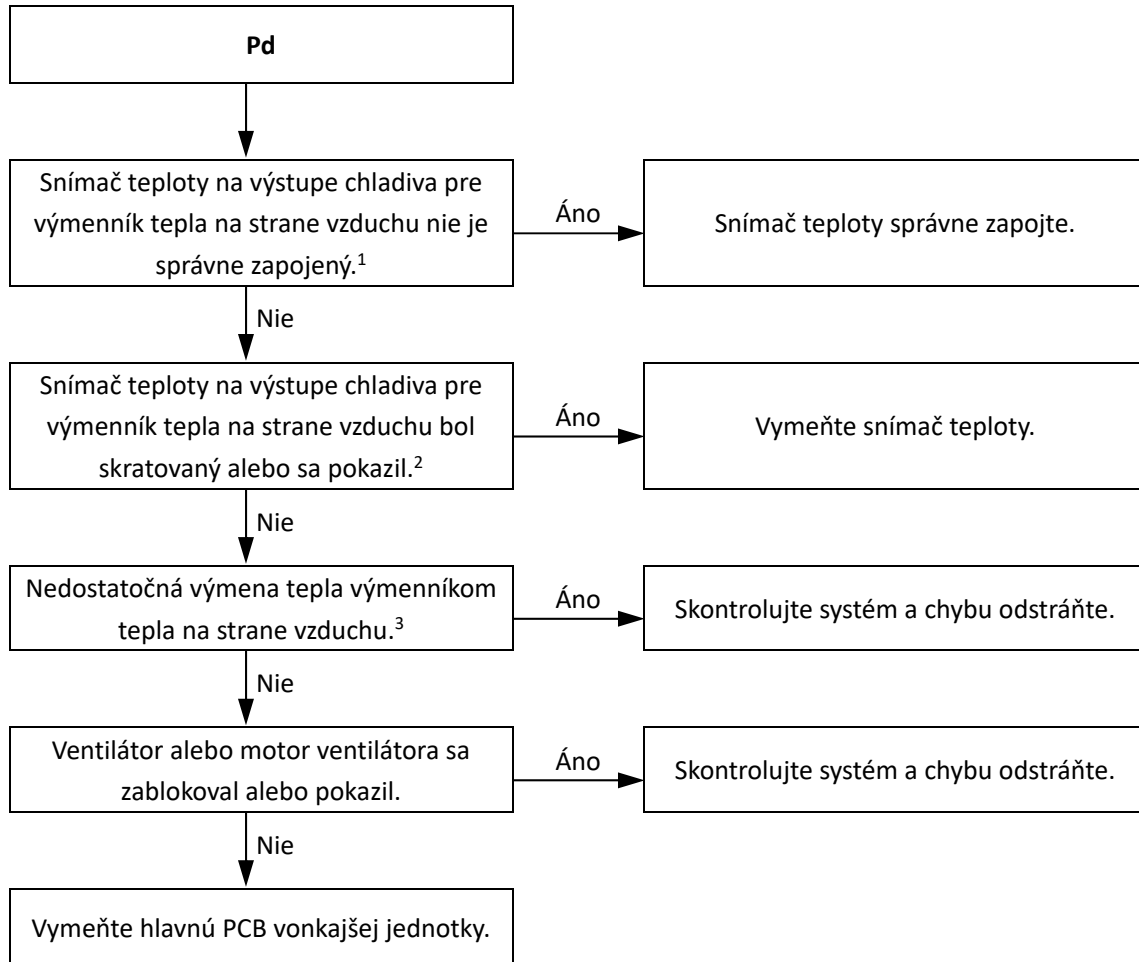 Pd
Snímač teploty na výstupe chladiva pre
výmenník tepla na strane vzduchu nie je
správne zapojený.¹
Áno
Snímač teploty správne zapojte.
Nie
Snímač teploty na výstupe chladiva pre
výmenník tepla na strane vzduchu bol
skratovaný alebo sa pokazil.²
Áno
Vymeňte snímač teploty.
Nie
Nedostatočná výmena tepla výmenníkom
tepla na strane vzduchu.³
Áno
Skontrolujte systém a chybu odstráňte.
Nie
Ventilátor alebo motor ventilátora sa
zablokoval alebo pokazil.
Áno
Skontrolujte systém a chybu odstráňte.
Nie
Vymeňte hlavnú PCB vonkajšej jednotky.